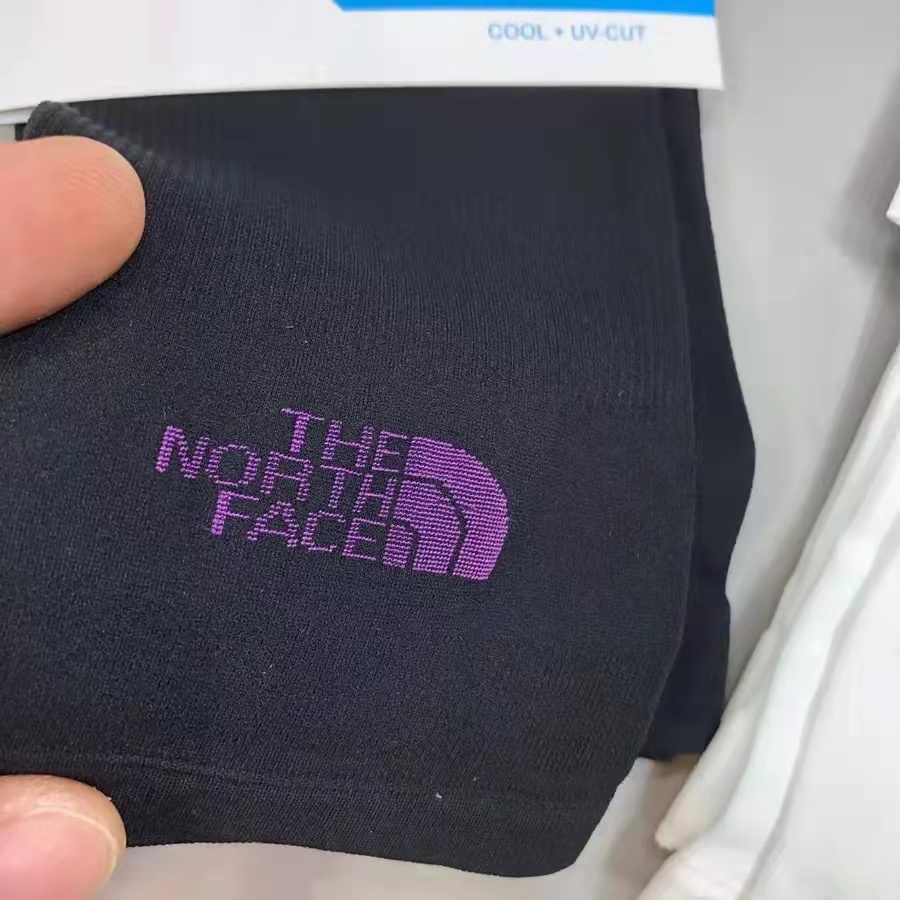 COOL + UV-CUT
THE
NORTH
FACE